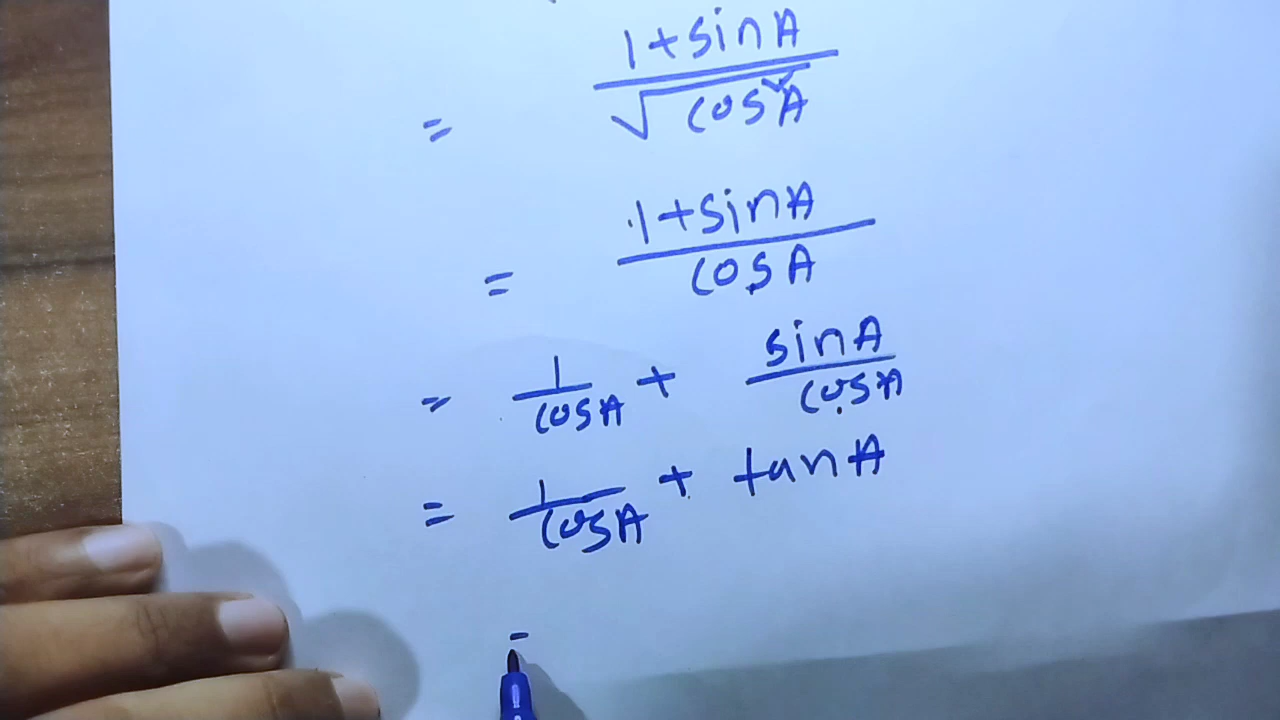 = 1+sinA / √cos²A
= 1+sinA / cosA
= 1/cosA + sinA/cosA
= 1/cosA + tanA
=